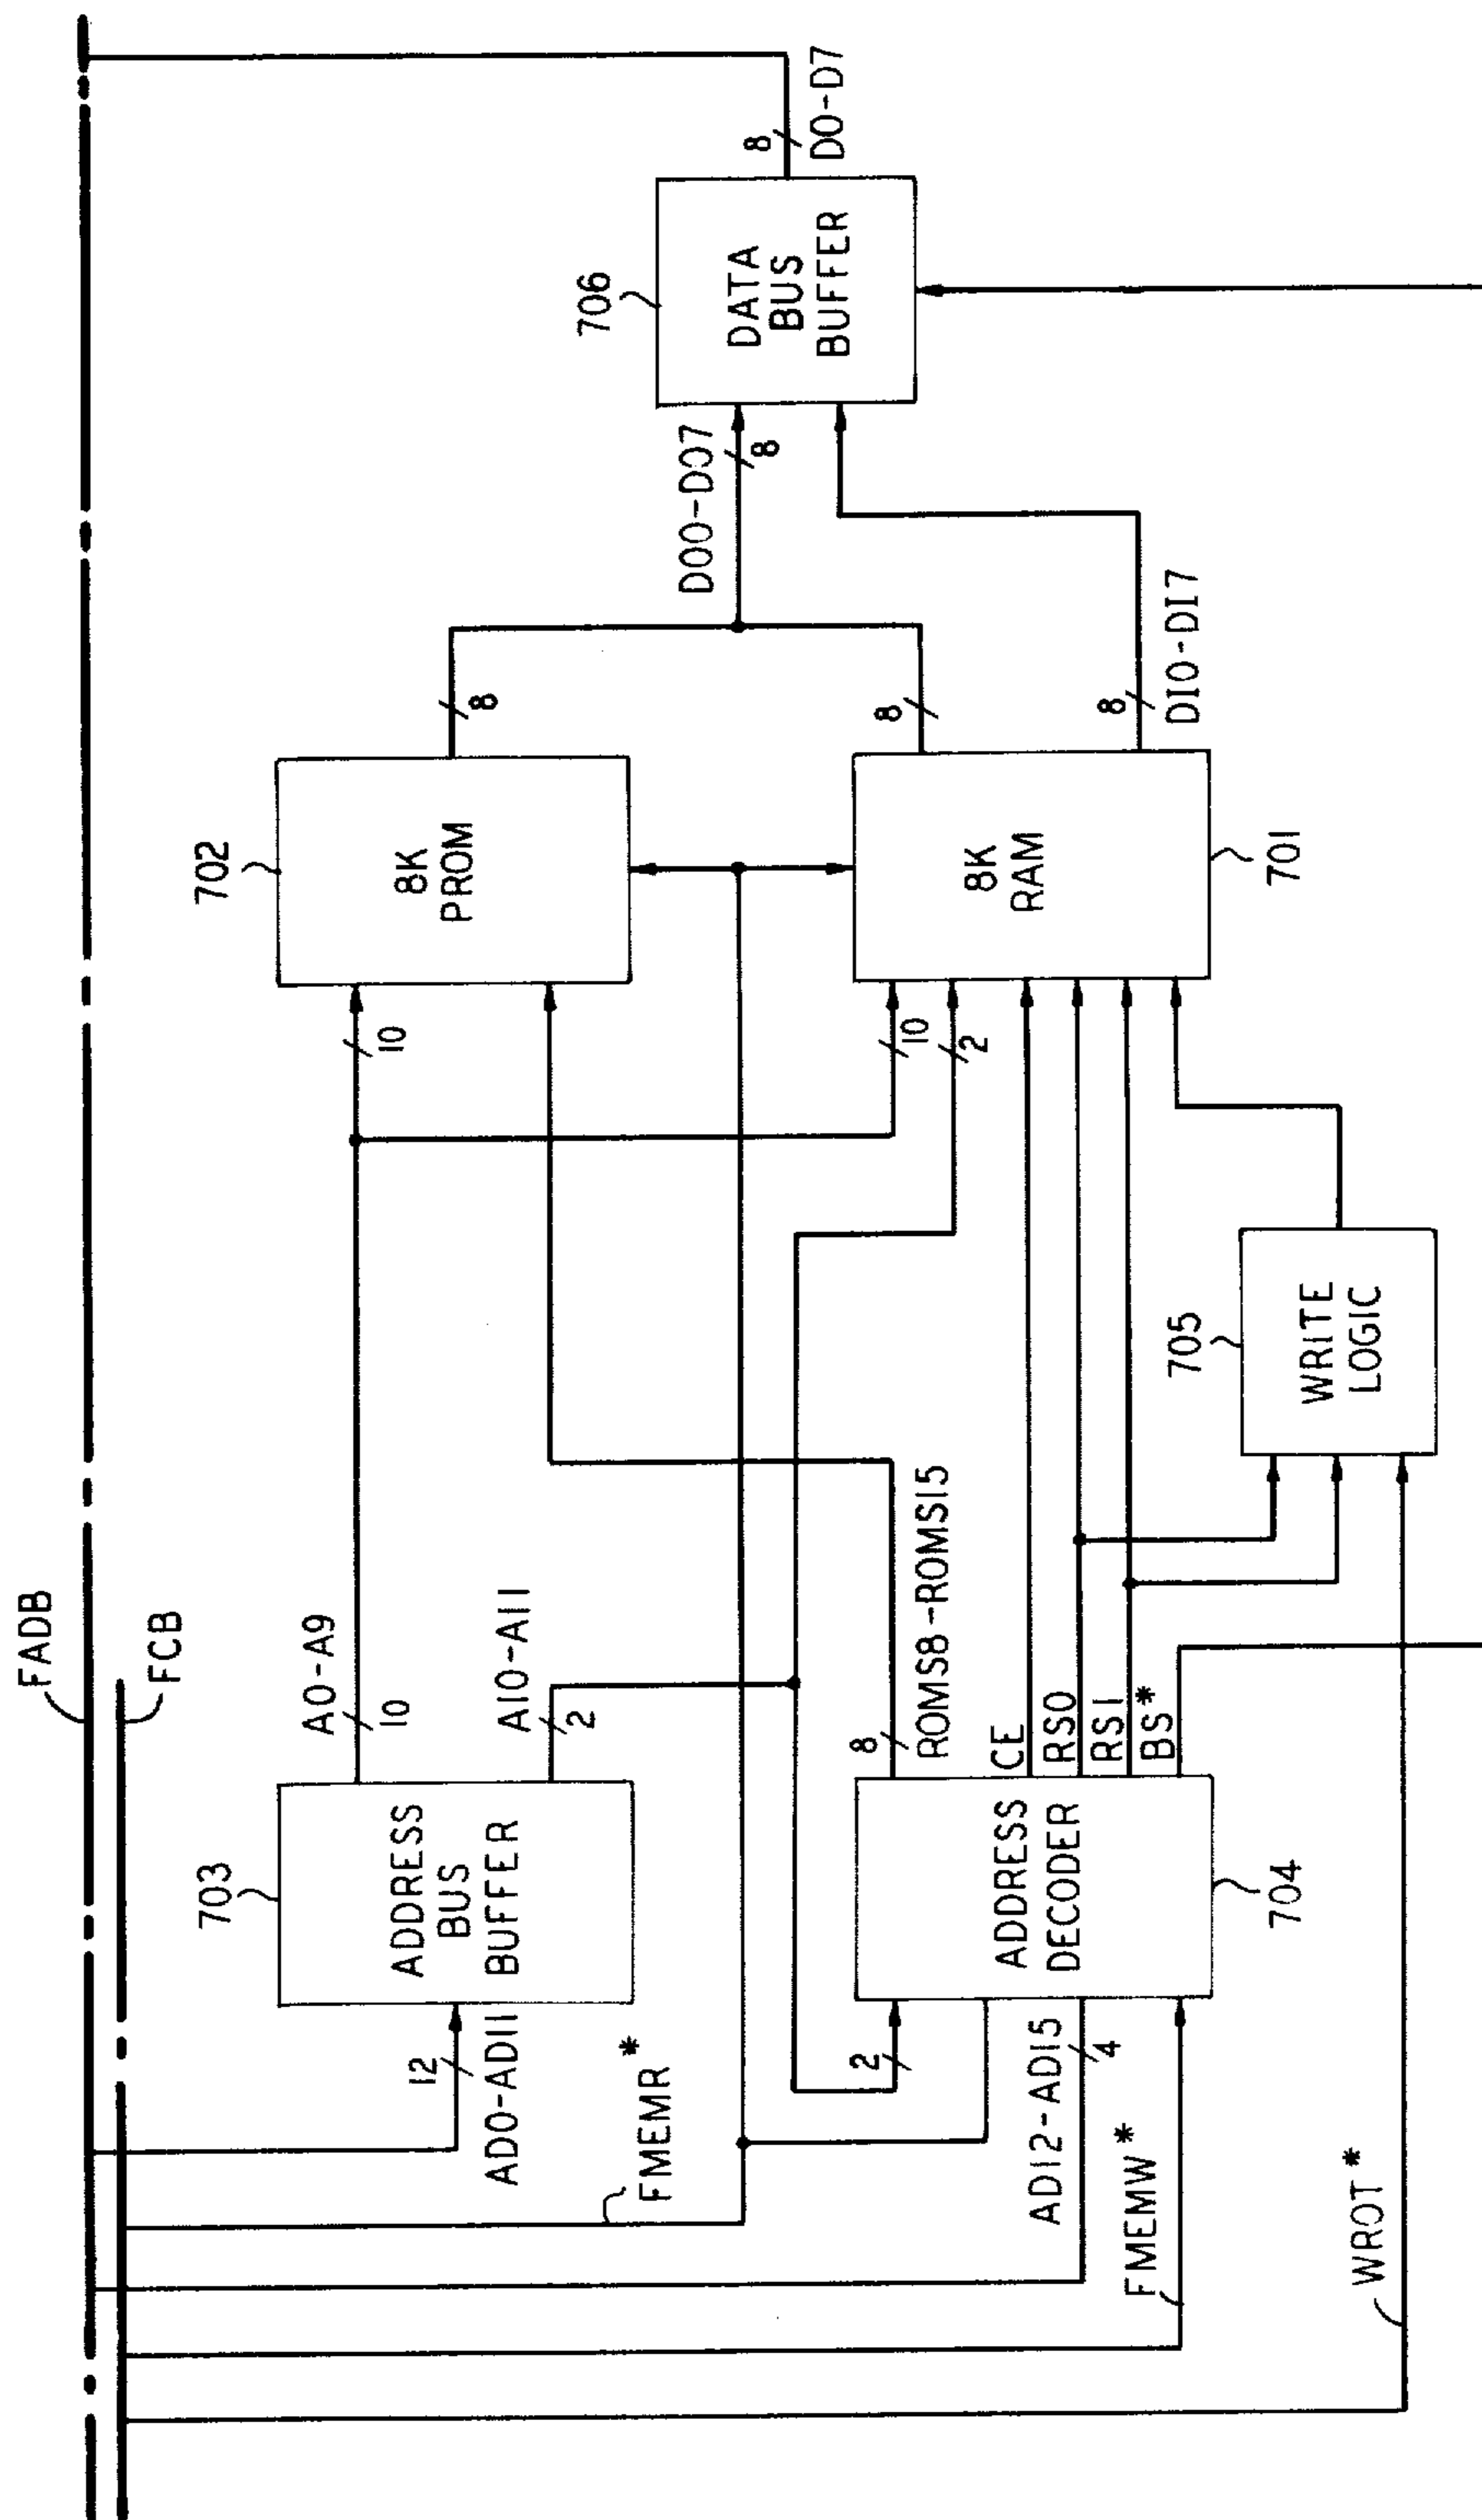 FADB
FCB
703
ADDRESS
BUS
BUFFER
12
AD0-AD11
FMEMR*
A0-A9
10
A10-A11
2
702
8K
PROM
10
8
706
DATA
BUS
BUFFER
8
D0-D7
DO0-DO7
8
704
ADDRESS
DECODER
2
AD12-AD15
4
FMEMW*
WROT*
8
ROMS8-ROMS15
CE
RS0
RS1
BS*
705
WRITE
LOGIC
701
8K
RAM
10
2
8
8
DI0-DI7